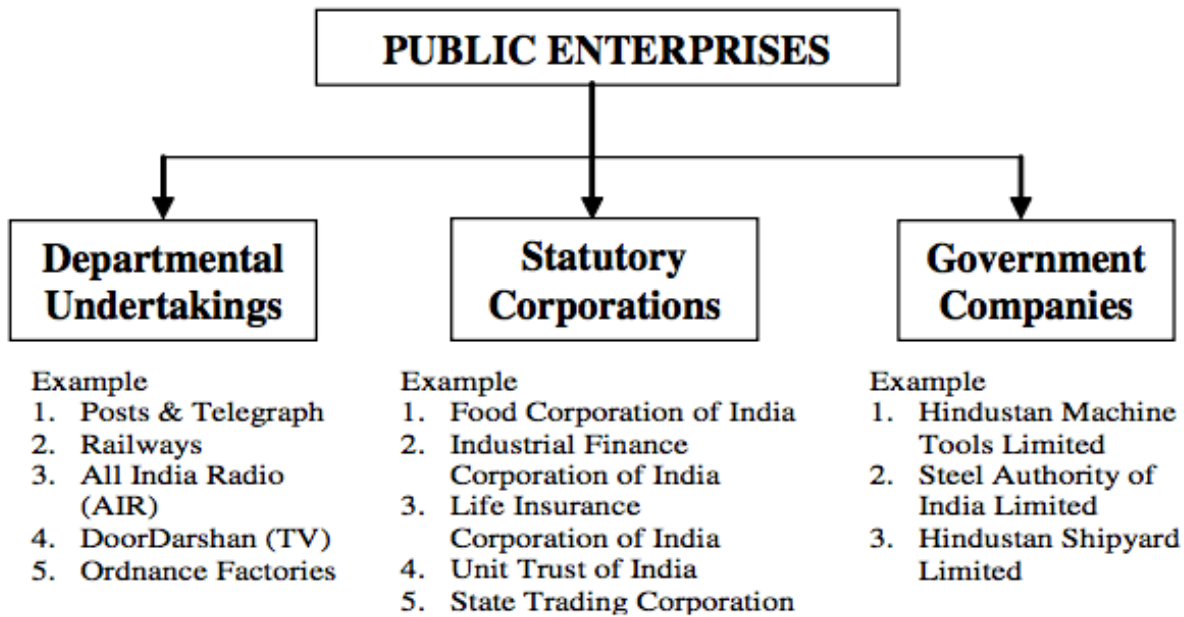 PUBLIC ENTERPRISES
Departmental
Undertakings
Statutory
Corporations
Government
Companies
Example
1. Posts & Telegraph
2. Railways
3. All India Radio
(AIR)
4. DoorDarshan (TV)
5. Ordnance Factories
Example
1. Food Corporation of India
2. Industrial Finance
Corporation of India
3. Life Insurance
Corporation of India
4. Unit Trust of India
5. State Trading Corporation
Example
1. Hindustan Machine
Tools Limited
2. Steel Authority of
India Limited
3. Hindustan Shipyard
Limited